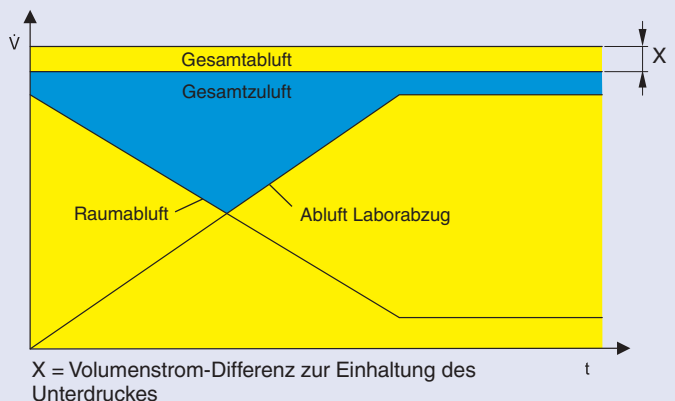 V̇
Gesamtabluft
X
Gesamtzuluft
Raumabluft
Abluft Laborabzug
t
X = Volumenstrom-Differenz zur Einhaltung des
Unterdruckes